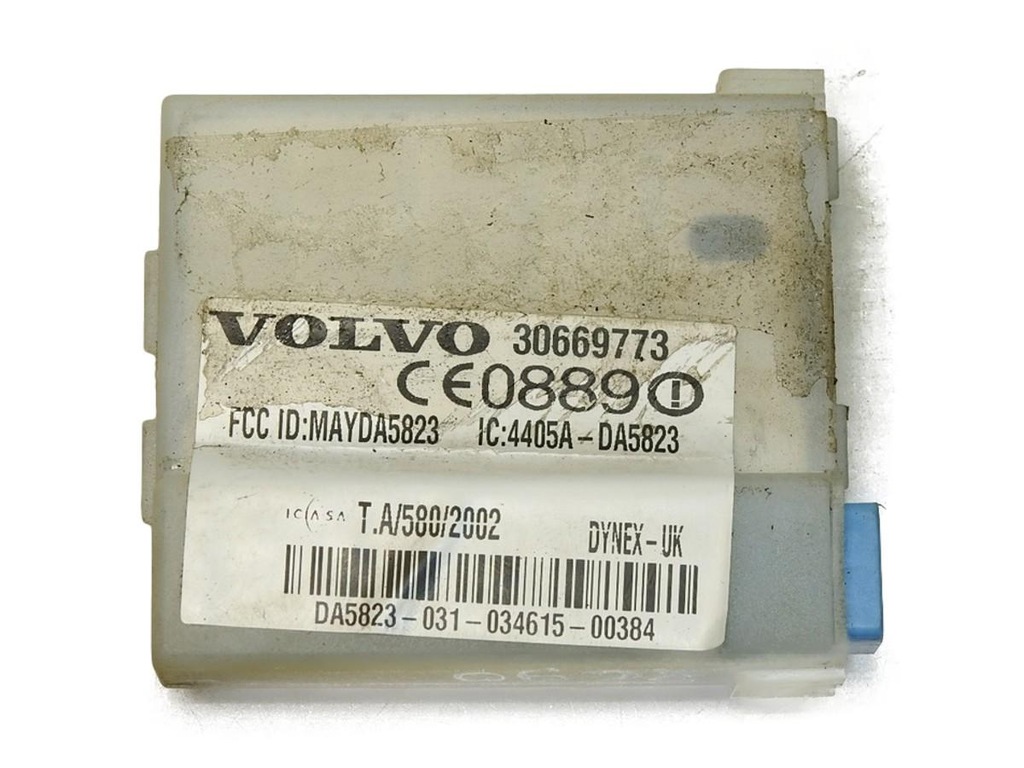 VOLVO 30669773
CE0889!
FCC ID:MAYDA5823 IC:4405A-DA5823
ICASA T.A/580/2002 DYNEX-UK
DA5823-031-034615-00384